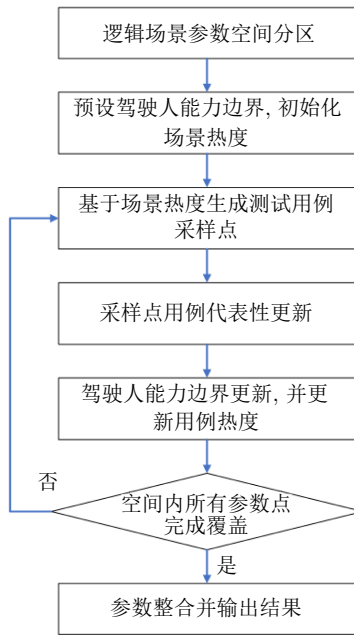 逻辑场景参数空间分区
预设驾驶人能力边界, 初始化
场景热度
基于场景热度生成测试用例
采样点
采样点用例代表性更新
驾驶人能力边界更新, 并更
新用例热度
否
空间内所有参数点
完成覆盖
是
参数整合并输出结果